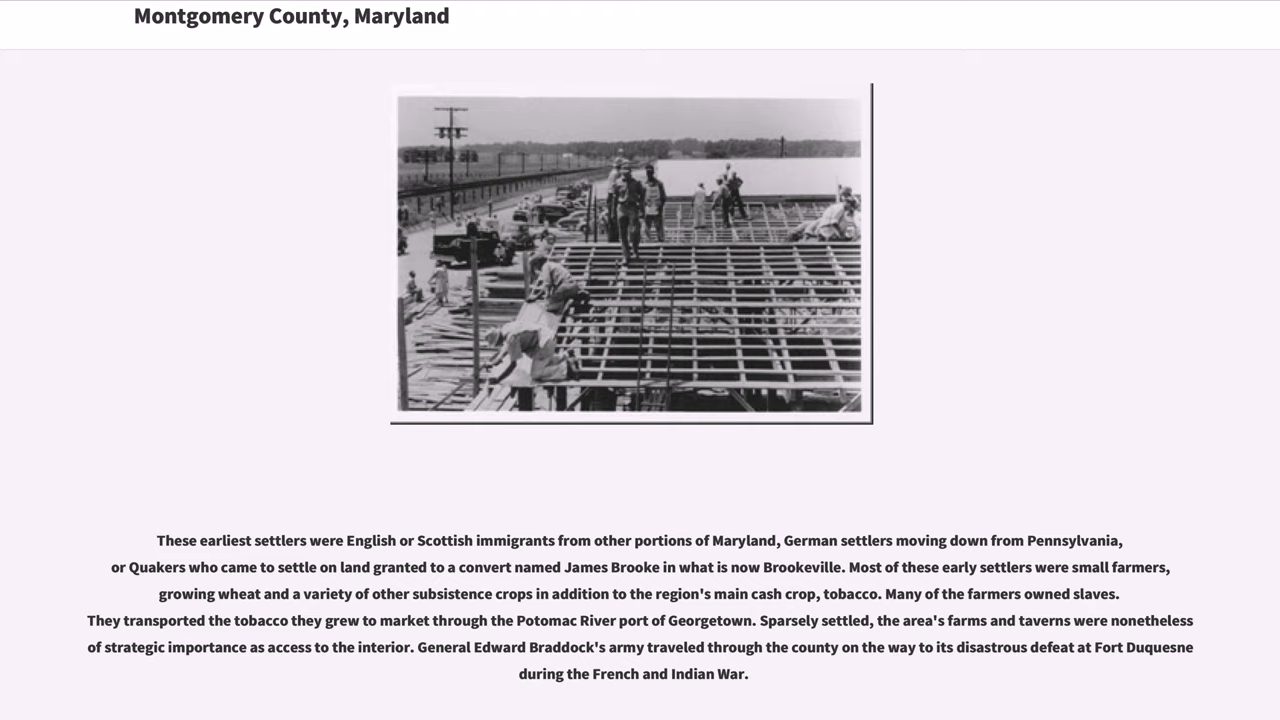 Montgomery County, Maryland
These earliest settlers were English or Scottish immigrants from other portions of Maryland, German settlers moving down from Pennsylvania,
or Quakers who came to settle on land granted to a convert named James Brooke in what is now Brookeville. Most of these early settlers were small farmers,
growing wheat and a variety of other subsistence crops in addition to the region's main cash crop, tobacco. Many of the farmers owned slaves.
They transported the tobacco they grew to market through the Potomac River port of Georgetown. Sparsely settled, the area's farms and taverns were nonetheless
of strategic importance as access to the interior. General Edward Braddock's army traveled through the county on the way to its disastrous defeat at Fort Duquesne
during the French and Indian War.